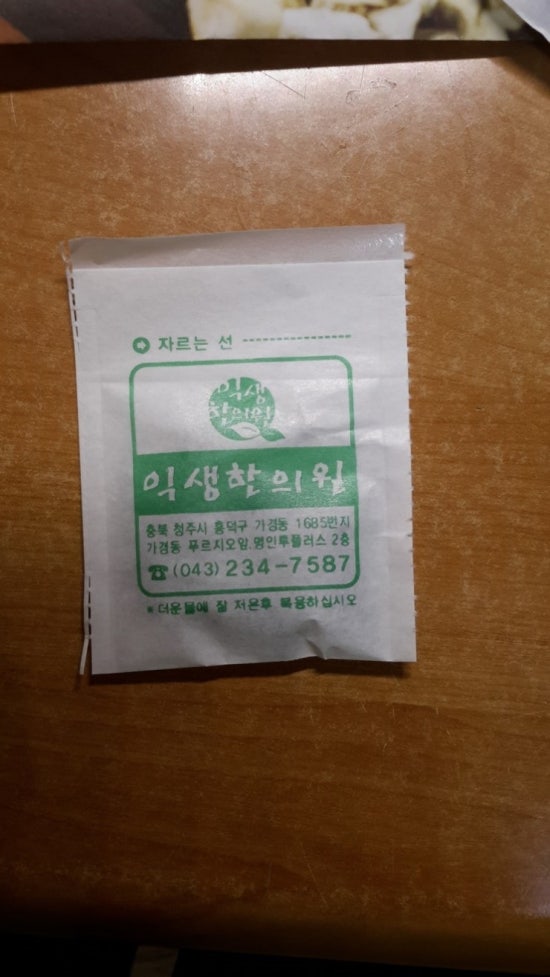 자르는 선
익생
한의원
익생한의원
충북 청주시 흥덕구 가경동 1685번지
가경동 푸르지오앞.명인투플러스 2층
☎ (043) 234-7587
※ 더운물에 잘 저은후 복용하십시오